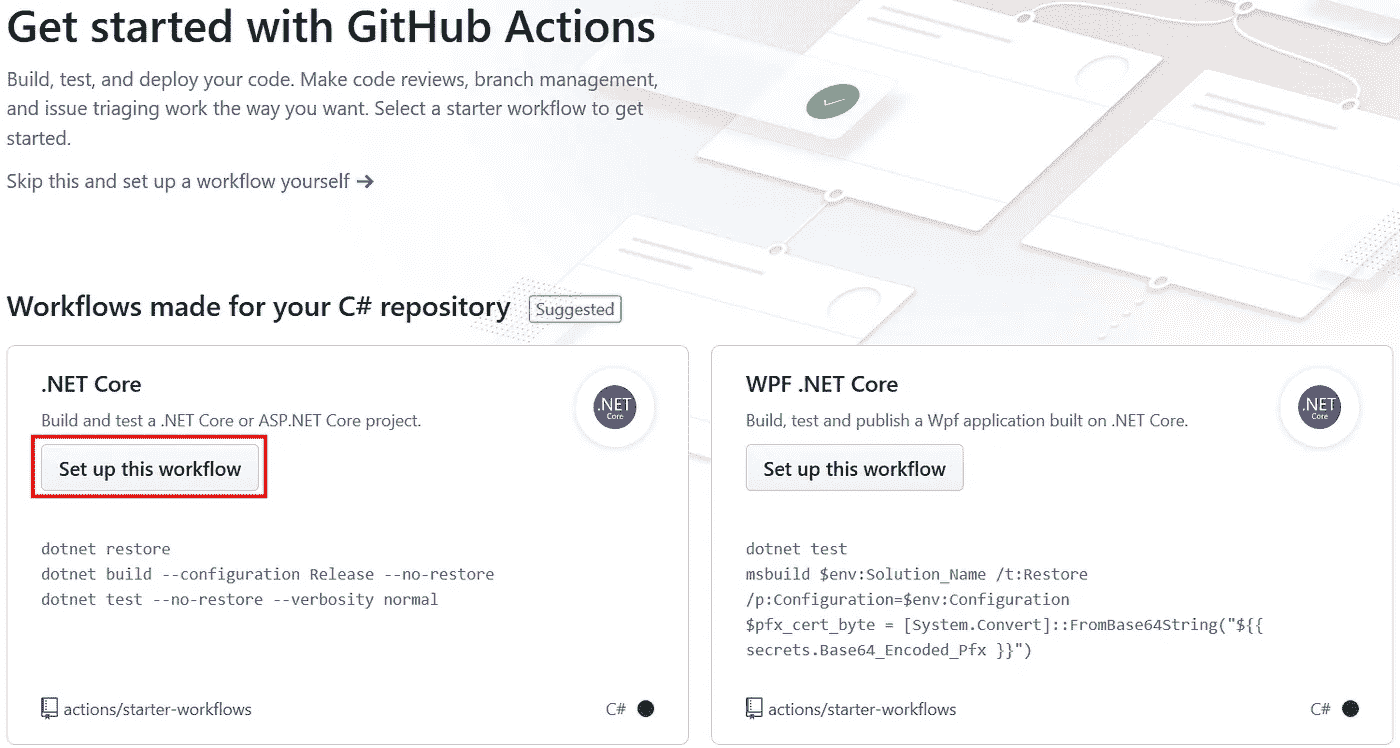 Get started with GitHub Actions
Build, test, and deploy your code. Make code reviews, branch management,
and issue triaging work the way you want. Select a starter workflow to get
started.
Skip this and set up a workflow yourself →
Workflows made for your C# repository Suggested
.NET Core
Build and test a .NET Core or ASP.NET Core project.
.NET
Core
Set up this workflow
dotnet restore
dotnet build --configuration Release --no-restore
dotnet test --no-restore --verbosity normal
actions/starter-workflows
C#
WPF .NET Core
Build, test and publish a Wpf application built on .NET Core.
.NET
Core
Set up this workflow
dotnet test
msbuild $env:Solution_Name /t:Restore
/p:Configuration=$env:Configuration
$pfx_cert_byte = [System.Convert]::FromBase64String("${{
secrets.Base64_Encoded_Pfx }}")
actions/starter-workflows
C#